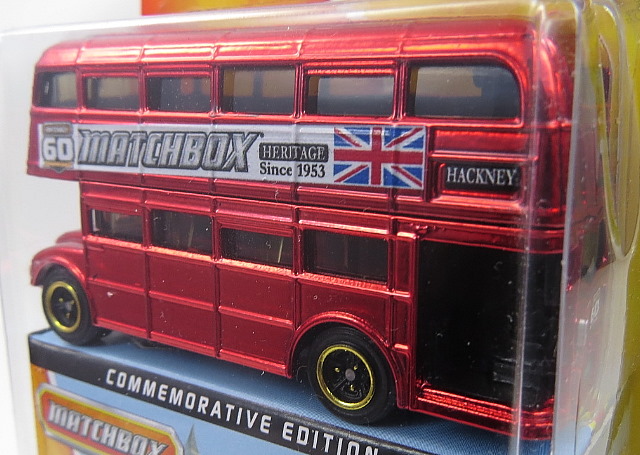 60
MATCHBOX
HERITAGE
Since 1953
HACKNEY
COMMEMORATIVE EDITION
MATCHBOX